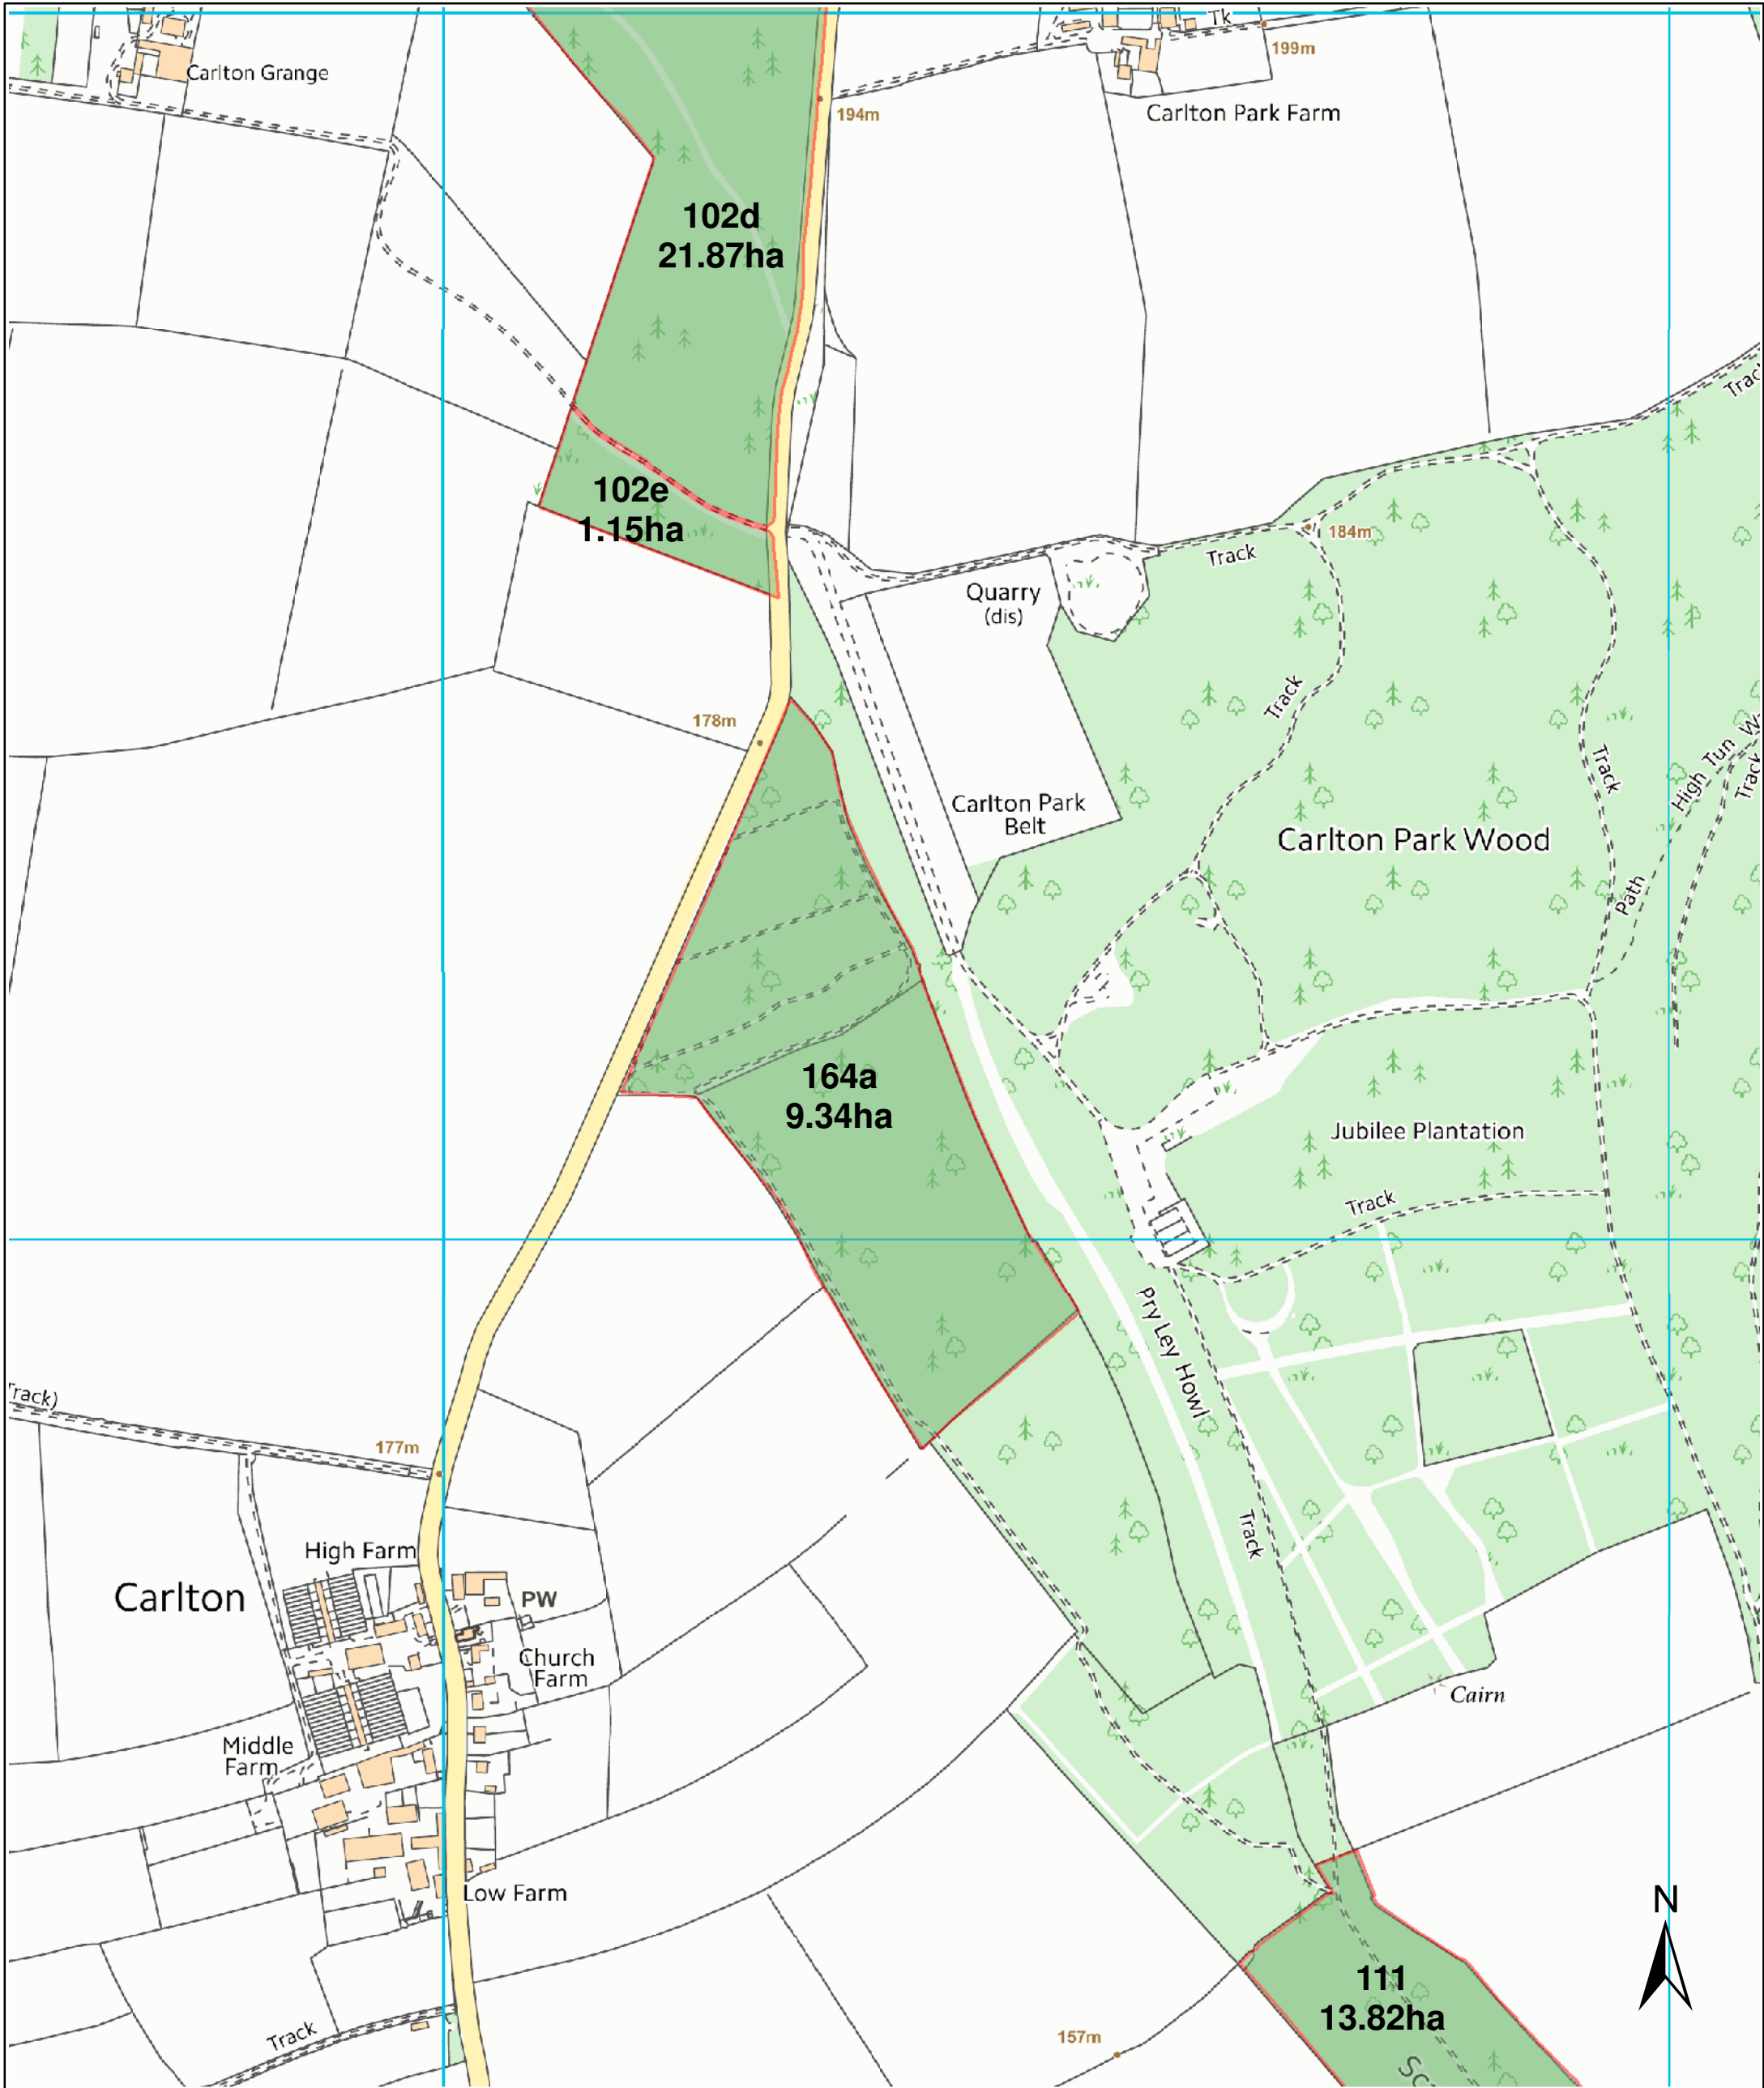 Tk
199m
Carlton Grange
Carlton Park Farm
194m
102d
21.87ha
Track
102e
1.15ha
184m
Track
Quarry
(dis)
Track
178m
High Tun W
Track
Track
Carlton Park
Belt
Carlton Park Wood
Path
164a
9.34ha
Jubilee Plantation
Track
Pry Ley Howl
Track)
177m
Track
High Farm
Carlton
PW
Church
Farm
Cairn
Middle
Farm
Low Farm
N
111
13.82ha
Track
157m
Sc